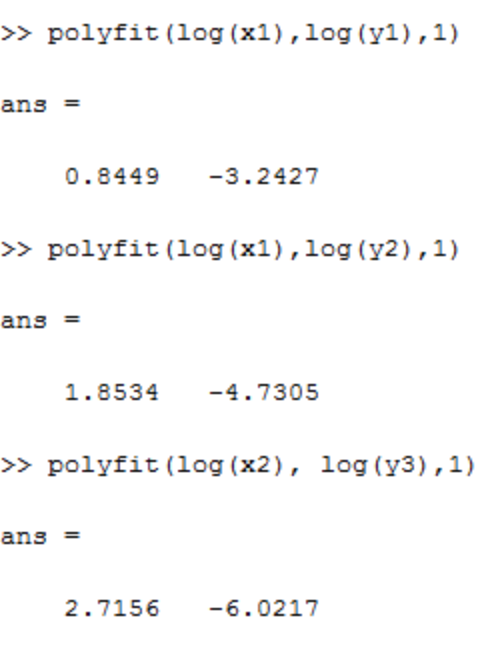 >> polyfit(log(x1),log(y1),1)
ans =
0.8449 -3.2427
>> polyfit(log(x1),log(y2),1)
ans =
1.8534 -4.7305
>> polyfit(log(x2), log(y3),1)
ans =
2.7156 -6.0217